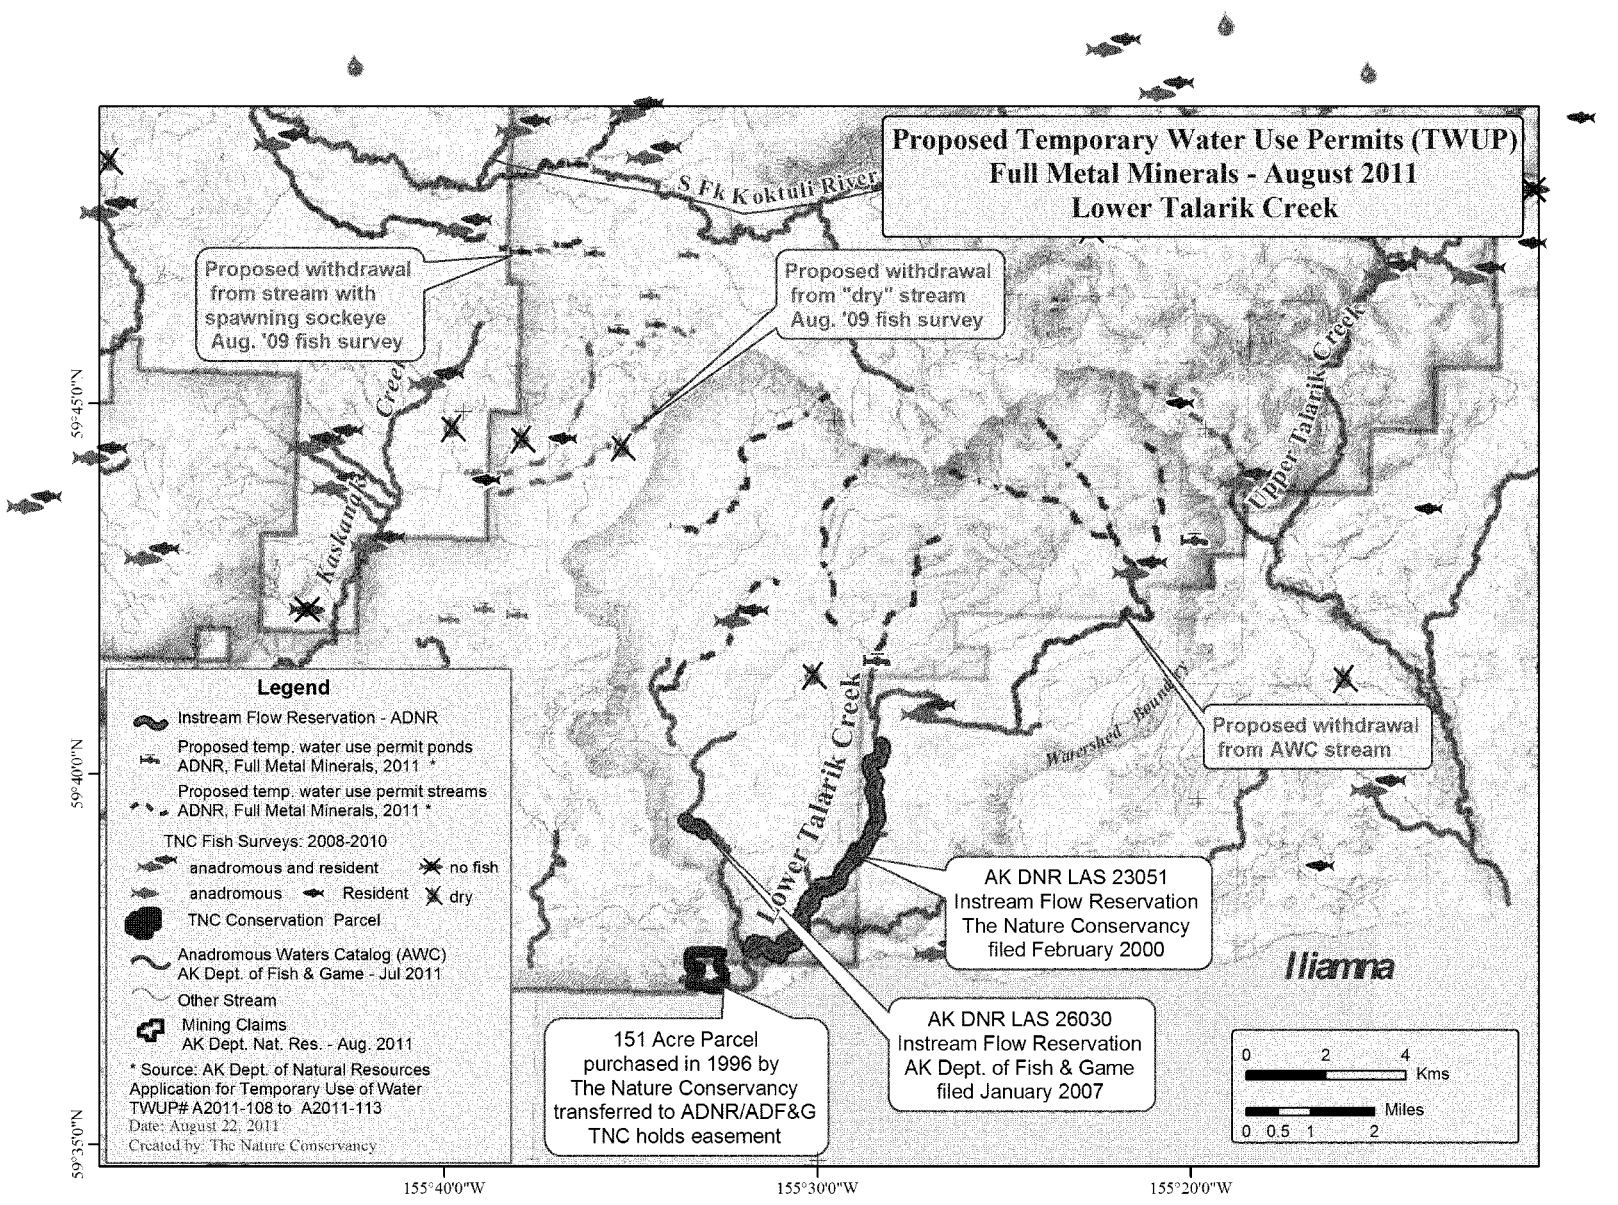 Proposed Temporary Water Use Permits (TWUP)
Full Metal Minerals - August 2011
Lower Talarik Creek
S Fk Koktuli River
Proposed withdrawal
from stream with
spawning sockeye
Aug. '09 fish survey
Proposed withdrawal
from "dry" stream
Aug. '09 fish survey
Kaskanak Creek
Upper Talarik Creek
Lower Talarik Creek
Watershed Boundry
Proposed withdrawal
from AWC stream
AK DNR LAS 23051
Instream Flow Reservation
The Nature Conservancy
filed February 2000
AK DNR LAS 26030
Instream Flow Reservation
AK Dept. of Fish & Game
filed January 2007
151 Acre Parcel
purchased in 1996 by
The Nature Conservancy
transferred to ADNR/ADF&G
TNC holds easement
Iliamna
Legend
Instream Flow Reservation - ADNR
Proposed temp. water use permit ponds
ADNR, Full Metal Minerals, 2011 *
Proposed temp. water use permit streams
ADNR, Full Metal Minerals, 2011 *
TNC Fish Surveys: 2008-2010
anadromous and resident
no fish
anadromous
Resident
dry
TNC Conservation Parcel
Anadromous Waters Catalog (AWC)
AK Dept. of Fish & Game - Jul 2011
Other Stream
Mining Claims
AK Dept. Nat. Res. - Aug. 2011
* Source: AK Dept. of Natural Resources
Application for Temporary Use of Water
TWUP# A2011-108 to A2011-113
Date: August 22, 2011
Created by: The Nature Conservancy
0 2 4
Kms
Miles
0 0.5 1 2
59°45'0"N
59°40'0"N
59°35'0"N
155°40'0"W
155°30'0"W
155°20'0"W